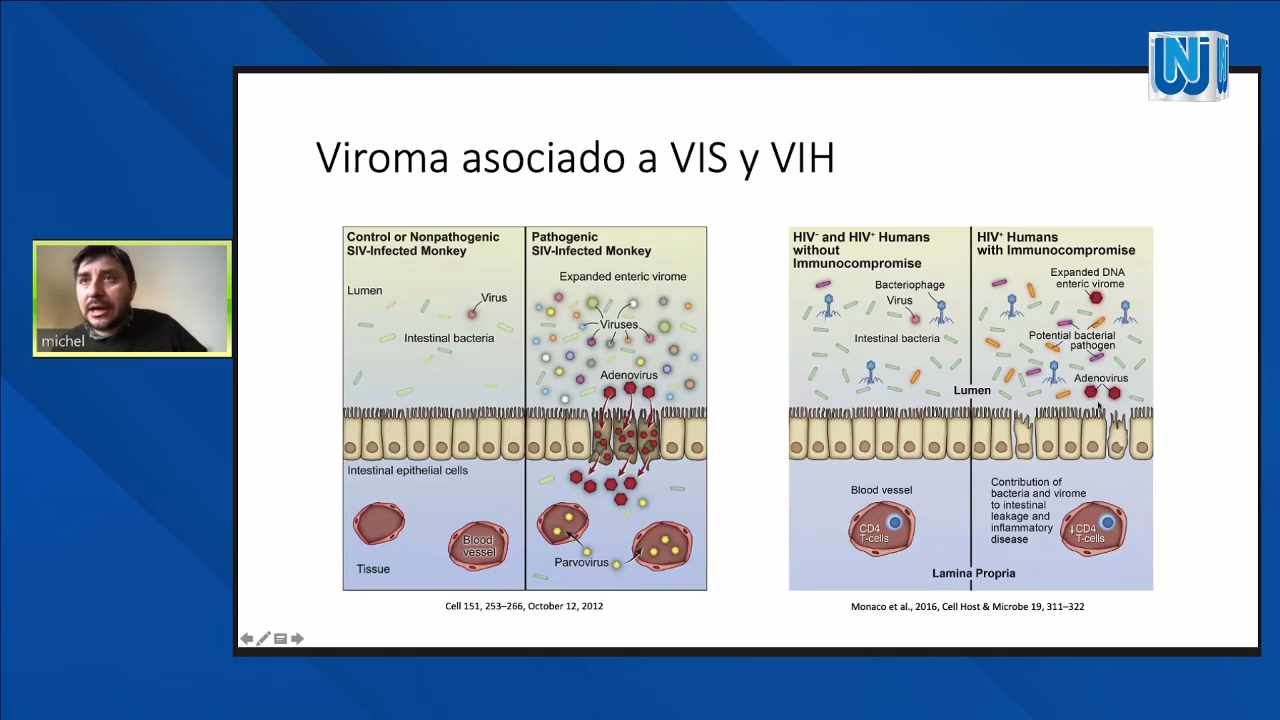 UNJ
michel
Viroma asociado a VIS y VIH
Control or Nonpathogenic
SIV-Infected Monkey
Lumen
Virus
Intestinal bacteria
Intestinal epithelial cells
Blood
vessel
Tissue
Pathogenic
SIV-Infected Monkey
Expanded enteric virome
Viruses
Adenovirus
Parvovirus
Cell 151, 253–266, October 12, 2012
HIV⁻ and HIV⁺ Humans
without
Immunocompromise
Bacteriophage
Virus
Intestinal bacteria
Lumen
Blood vessel
CD4
T-cells
HIV⁺ Humans
with Immunocompromise
Expanded DNA
enteric virome
Potential bacterial
pathogen
Adenovirus
Contribution of
bacteria and virome
to intestinal
leakage and
inflammatory
disease
↓CD4
T-cells
Lamina Propria
Monaco et al., 2016, Cell Host & Microbe 19, 311–322